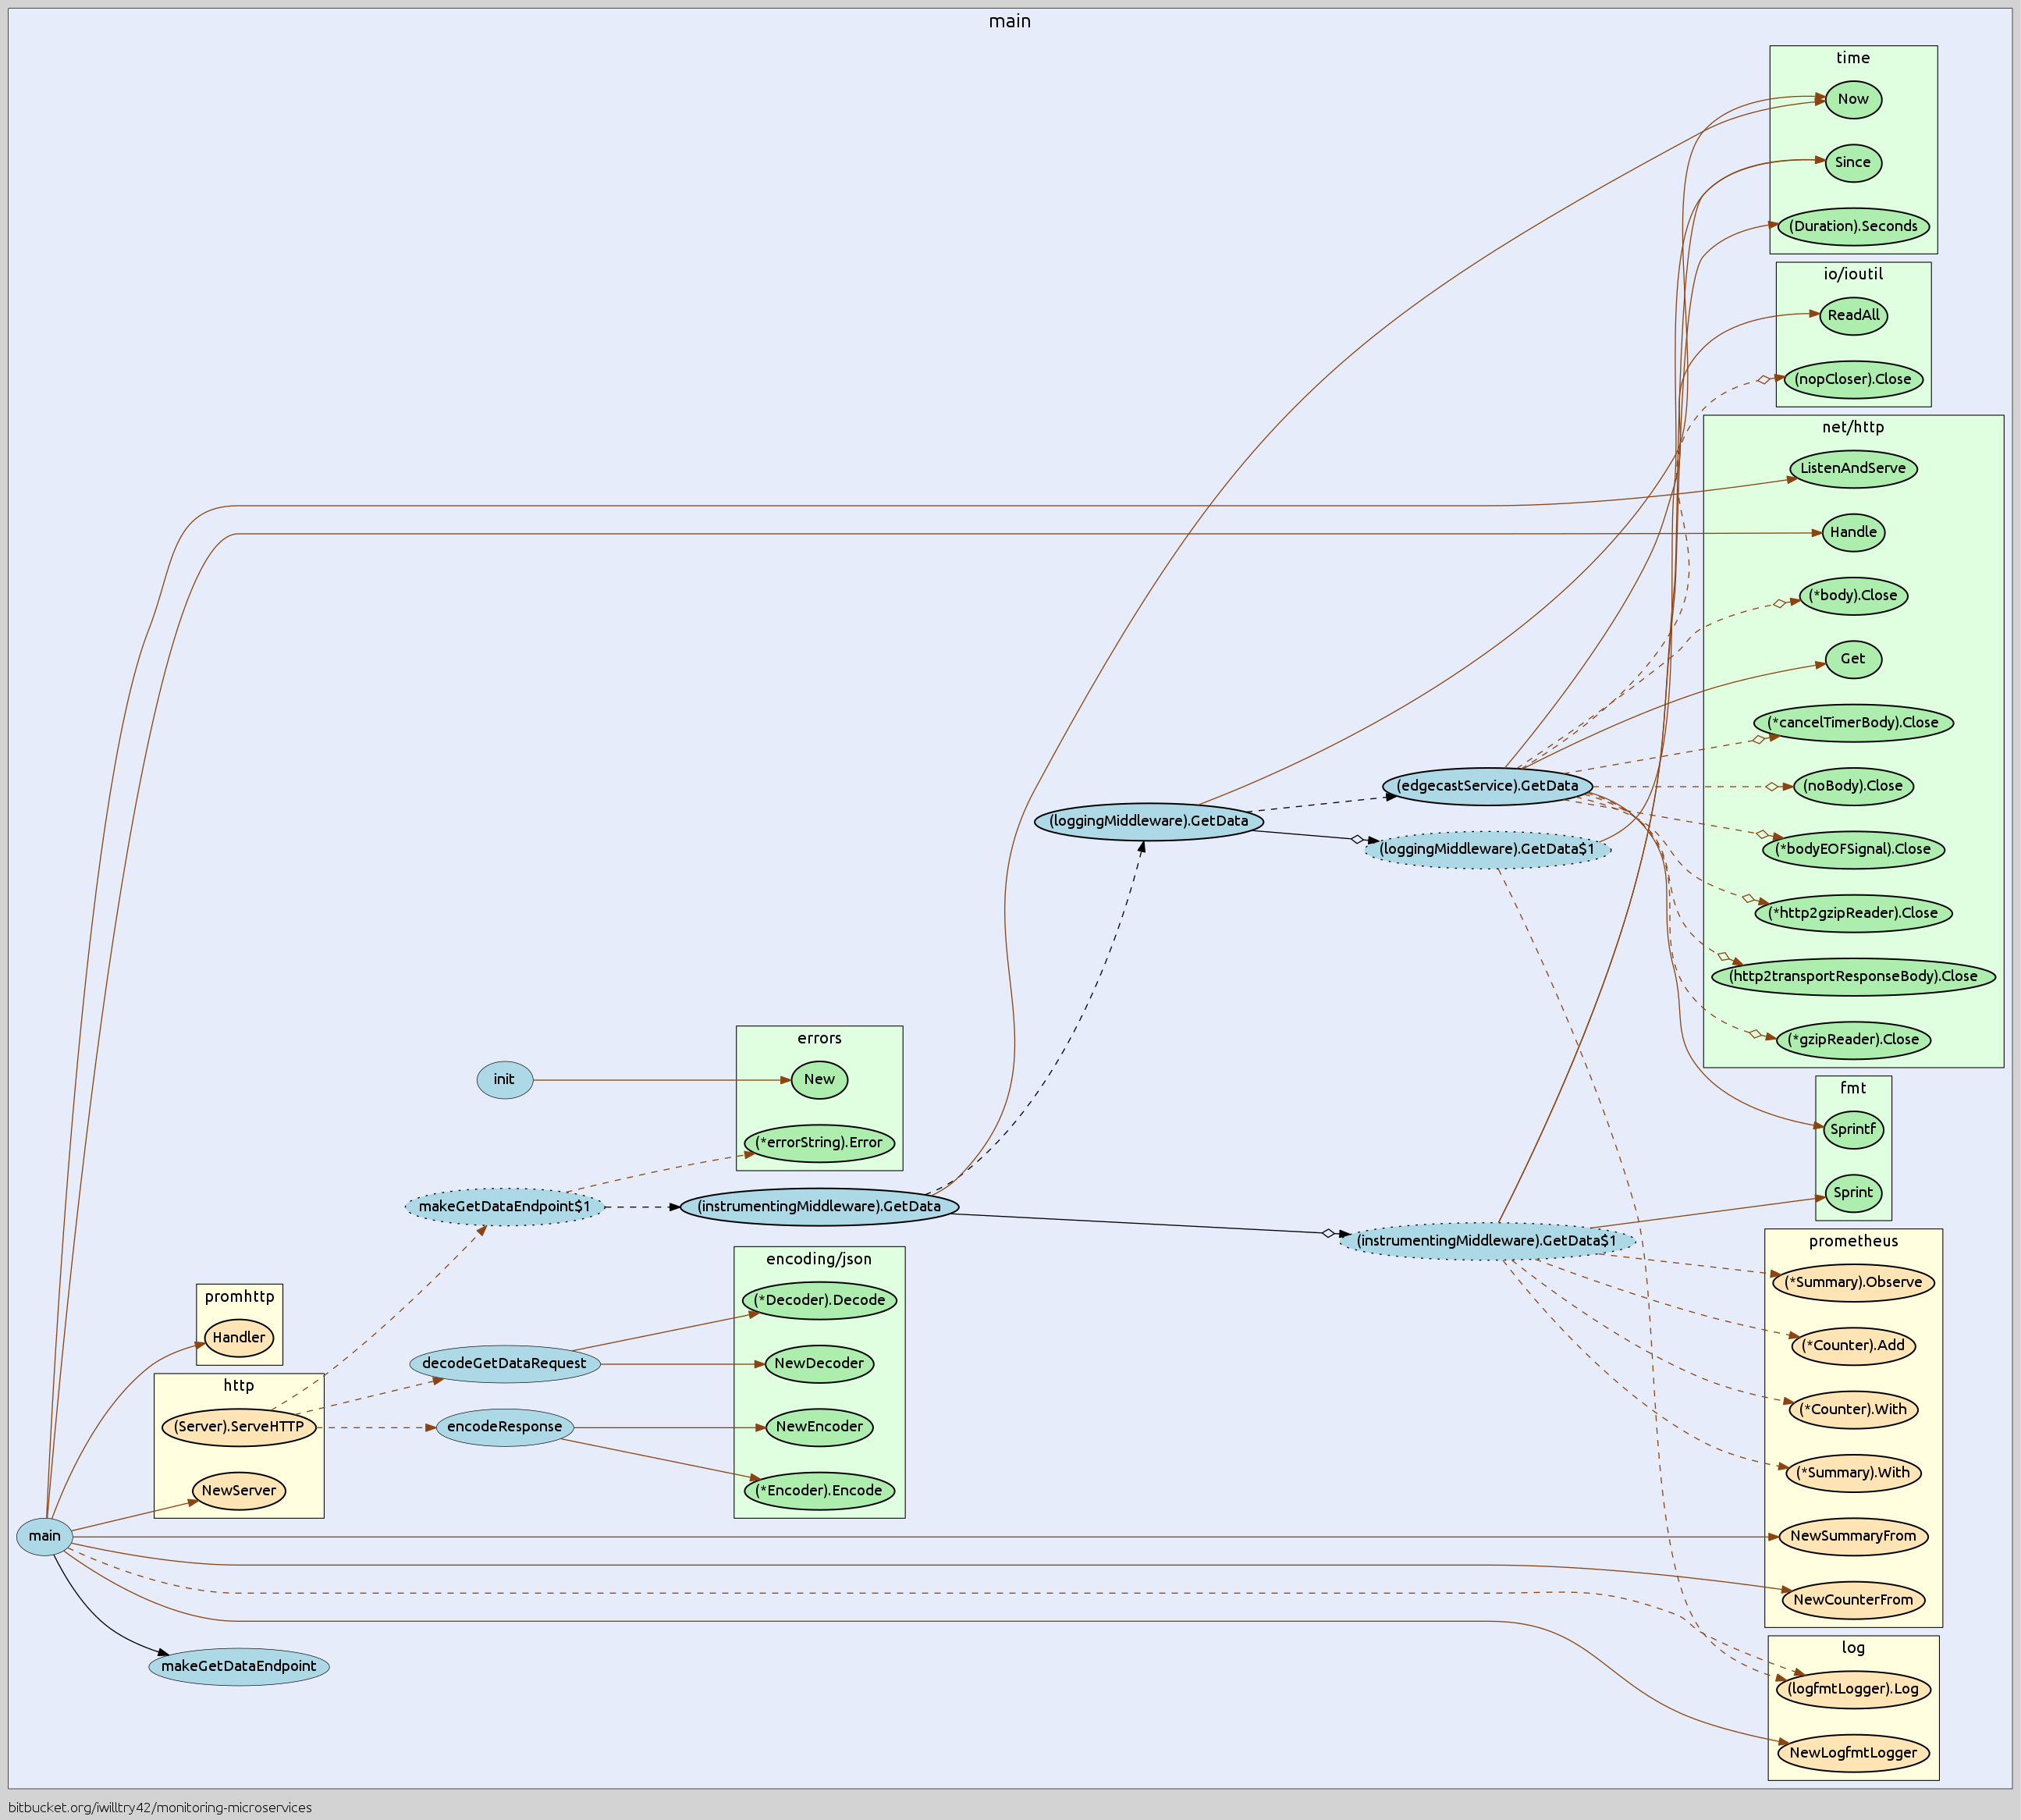 main
time
Now
Since
(Duration).Seconds
io/ioutil
ReadAll
(nopCloser).Close
net/http
ListenAndServe
Handle
(*body).Close
Get
(*cancelTimerBody).Close
(edgecastService).GetData
(noBody).Close
(loggingMiddleware).GetData
(loggingMiddleware).GetData$1
(*bodyEOFSignal).Close
(*http2gzipReader).Close
(http2transportResponseBody).Close
(*gzipReader).Close
errors
init
New
(*errorString).Error
fmt
Sprintf
Sprint
makeGetDataEndpoint$1
(instrumentingMiddleware).GetData
(instrumentingMiddleware).GetData$1
prometheus
(*Summary).Observe
(*Counter).Add
(*Counter).With
(*Summary).With
NewSummaryFrom
NewCounterFrom
encoding/json
(*Decoder).Decode
NewDecoder
NewEncoder
(*Encoder).Encode
promhttp
Handler
http
(Server).ServeHTTP
NewServer
decodeGetDataRequest
encodeResponse
main
makeGetDataEndpoint
log
(logfmtLogger).Log
NewLogfmtLogger
bitbucket.org/iwilltry42/monitoring-microservices